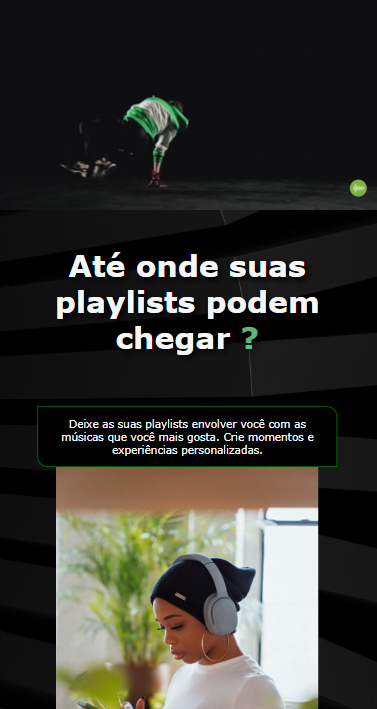 Até onde suas
playlists podem
chegar ?
Deixe as suas playlists envolver você com as
músicas que você mais gosta. Crie momentos e
experiências personalizadas.